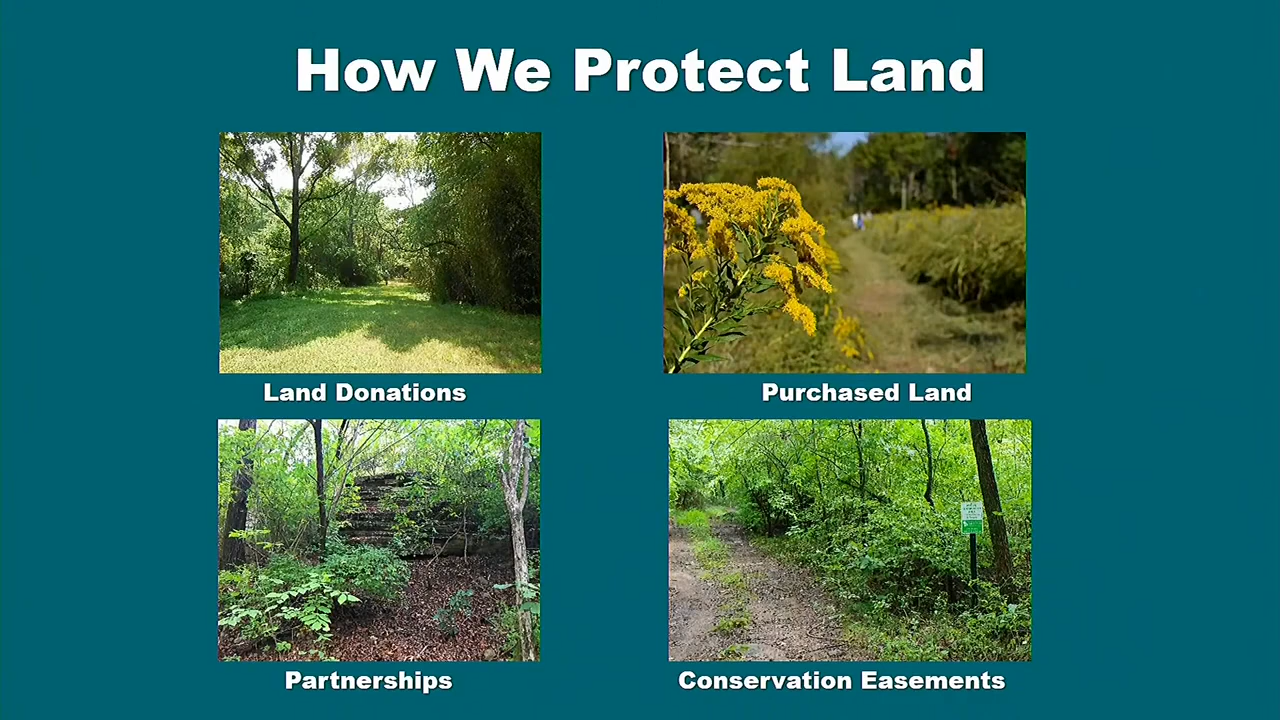 How We Protect Land
Land Donations
Purchased Land
Partnerships
Conservation Easements